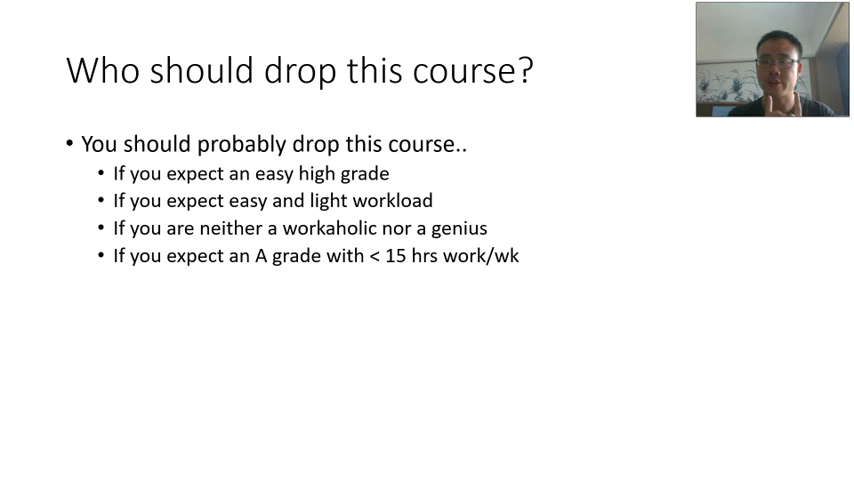 Who should drop this course?
• You should probably drop this course..
• If you expect an easy high grade
• If you expect easy and light workload
• If you are neither a workaholic nor a genius
• If you expect an A grade with < 15 hrs work/wk